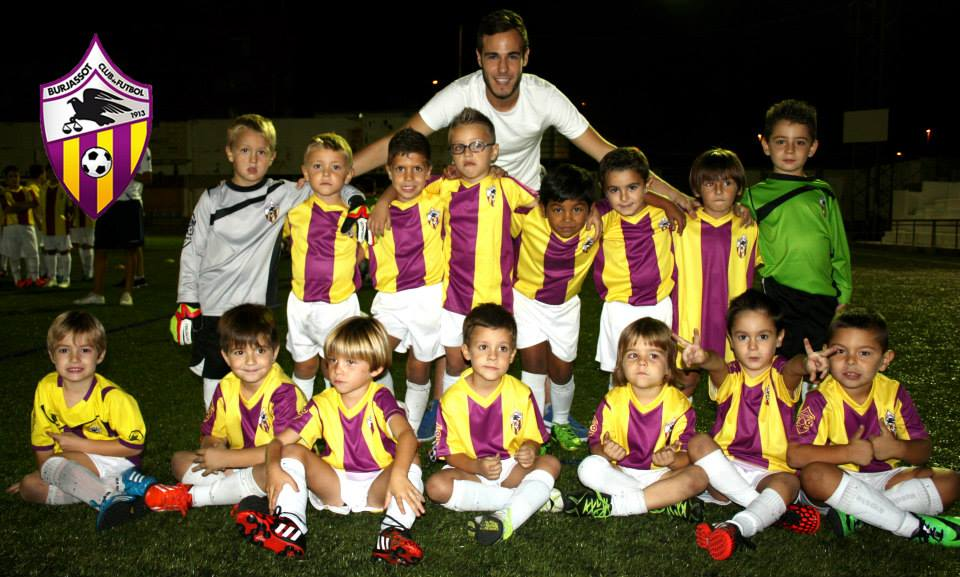 BURJASSOT
CLUB DE FUTBOL
1913